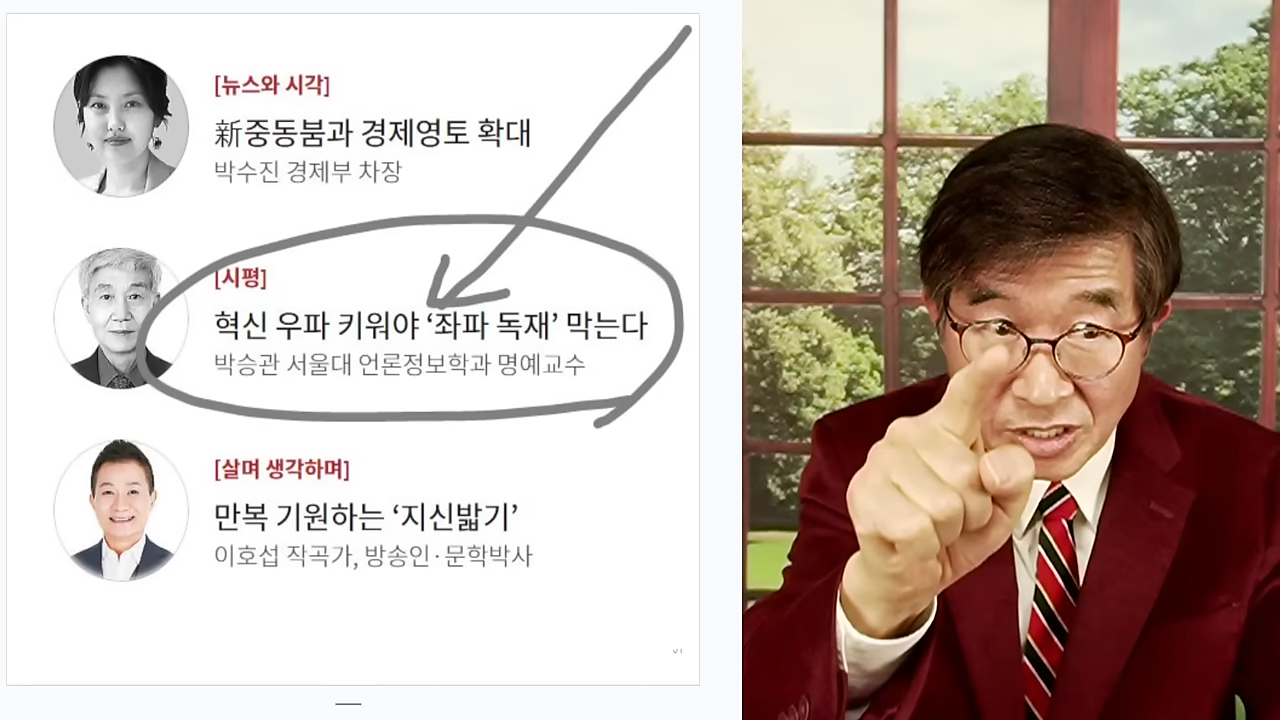 [뉴스와 시각]
新중동붐과 경제영토 확대
박수진 경제부 차장
[시평]
혁신 우파 키워야 ‘좌파 독재’ 막는다
박승관 서울대 언론정보학과 명예교수
[살며 생각하며]
만복 기원하는 ‘지신밟기’
이호섭 작곡가, 방송인·문학박사